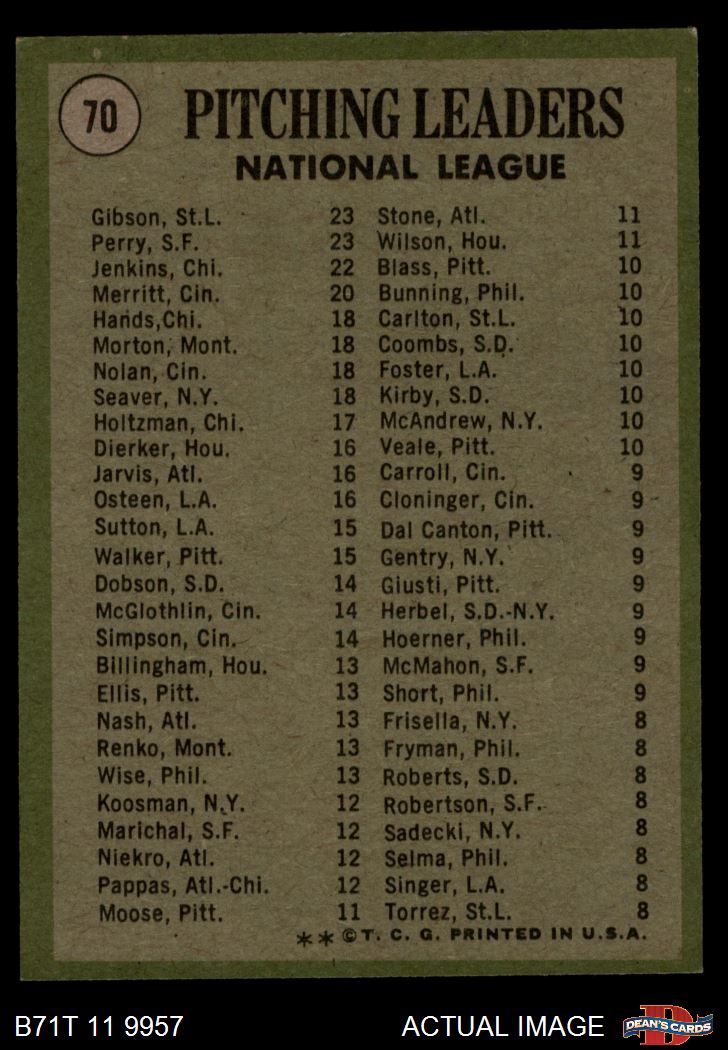 70
PITCHING LEADERS
NATIONAL LEAGUE
Gibson, St.L. 23 Stone, Atl. 11
Perry, S.F. 23 Wilson, Hou. 11
Jenkins, Chi. 22 Blass, Pitt. 10
Merritt, Cin. 20 Bunning, Phil. 10
Hands,Chi. 18 Carlton, St.L. 10
Morton, Mont. 18 Coombs, S.D. 10
Nolan, Cin. 18 Foster, L.A. 10
Seaver, N.Y. 18 Kirby, S.D. 10
Holtzman, Chi. 17 McAndrew, N.Y. 10
Dierker, Hou. 16 Veale, Pitt. 10
Jarvis, Atl. 16 Carroll, Cin. 9
Osteen, L.A. 16 Cloninger, Cin. 9
Sutton, L.A. 15 Dal Canton, Pitt. 9
Walker, Pitt. 15 Gentry, N.Y. 9
Dobson, S.D. 14 Giusti, Pitt. 9
McGlothlin, Cin. 14 Herbel, S.D.-N.Y. 9
Simpson, Cin. 14 Hoerner, Phil. 9
Billingham, Hou. 13 McMahon, S.F. 9
Ellis, Pitt. 13 Short, Phil. 9
Nash, Atl. 13 Frisella, N.Y. 8
Renko, Mont. 13 Fryman, Phil. 8
Wise, Phil. 13 Roberts, S.D. 8
Koosman, N.Y. 12 Robertson, S.F. 8
Marichal, S.F. 12 Sadecki, N.Y. 8
Niekro, Atl. 12 Selma, Phil. 8
Pappas, Atl.-Chi. 12 Singer, L.A. 8
Moose, Pitt. 11 Torrez, St.L. 8
**©T. C. G. PRINTED IN U.S.A.
B71T 11 9957 ACTUAL IMAGE D DEAN'S CARDS